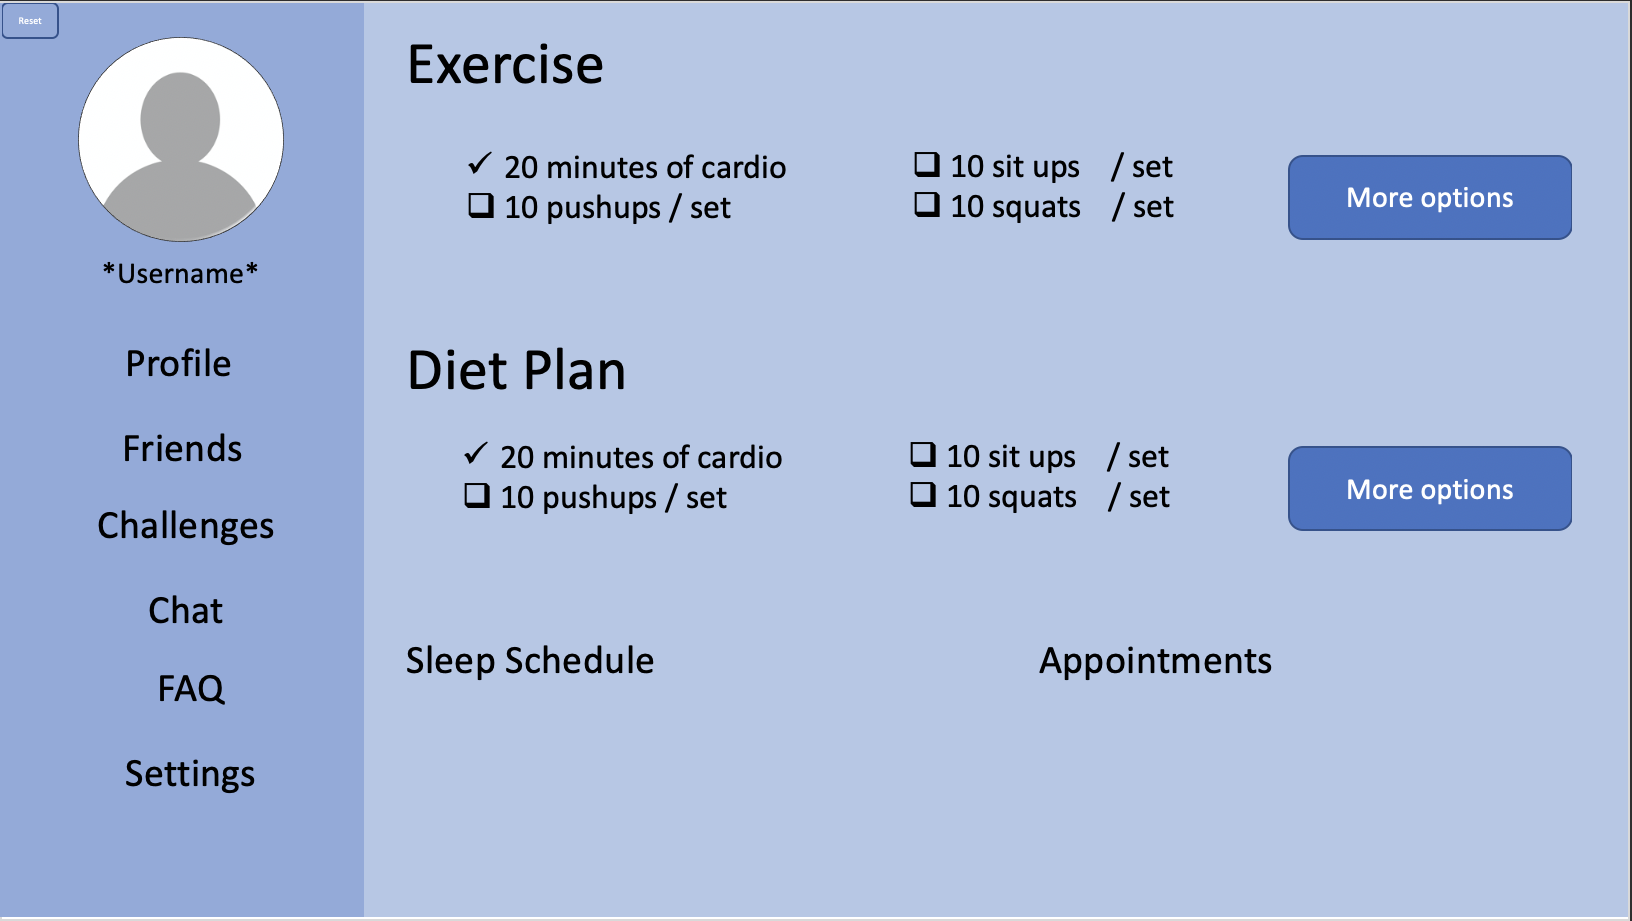 Reset
*Username*
Profile
Friends
Challenges
Chat
FAQ
Settings
Exercise
✓ 20 minutes of cardio
❑ 10 pushups / set
❑ 10 sit ups / set
❑ 10 squats / set
More options
Diet Plan
✓ 20 minutes of cardio
❑ 10 pushups / set
❑ 10 sit ups / set
❑ 10 squats / set
More options
Sleep Schedule
Appointments